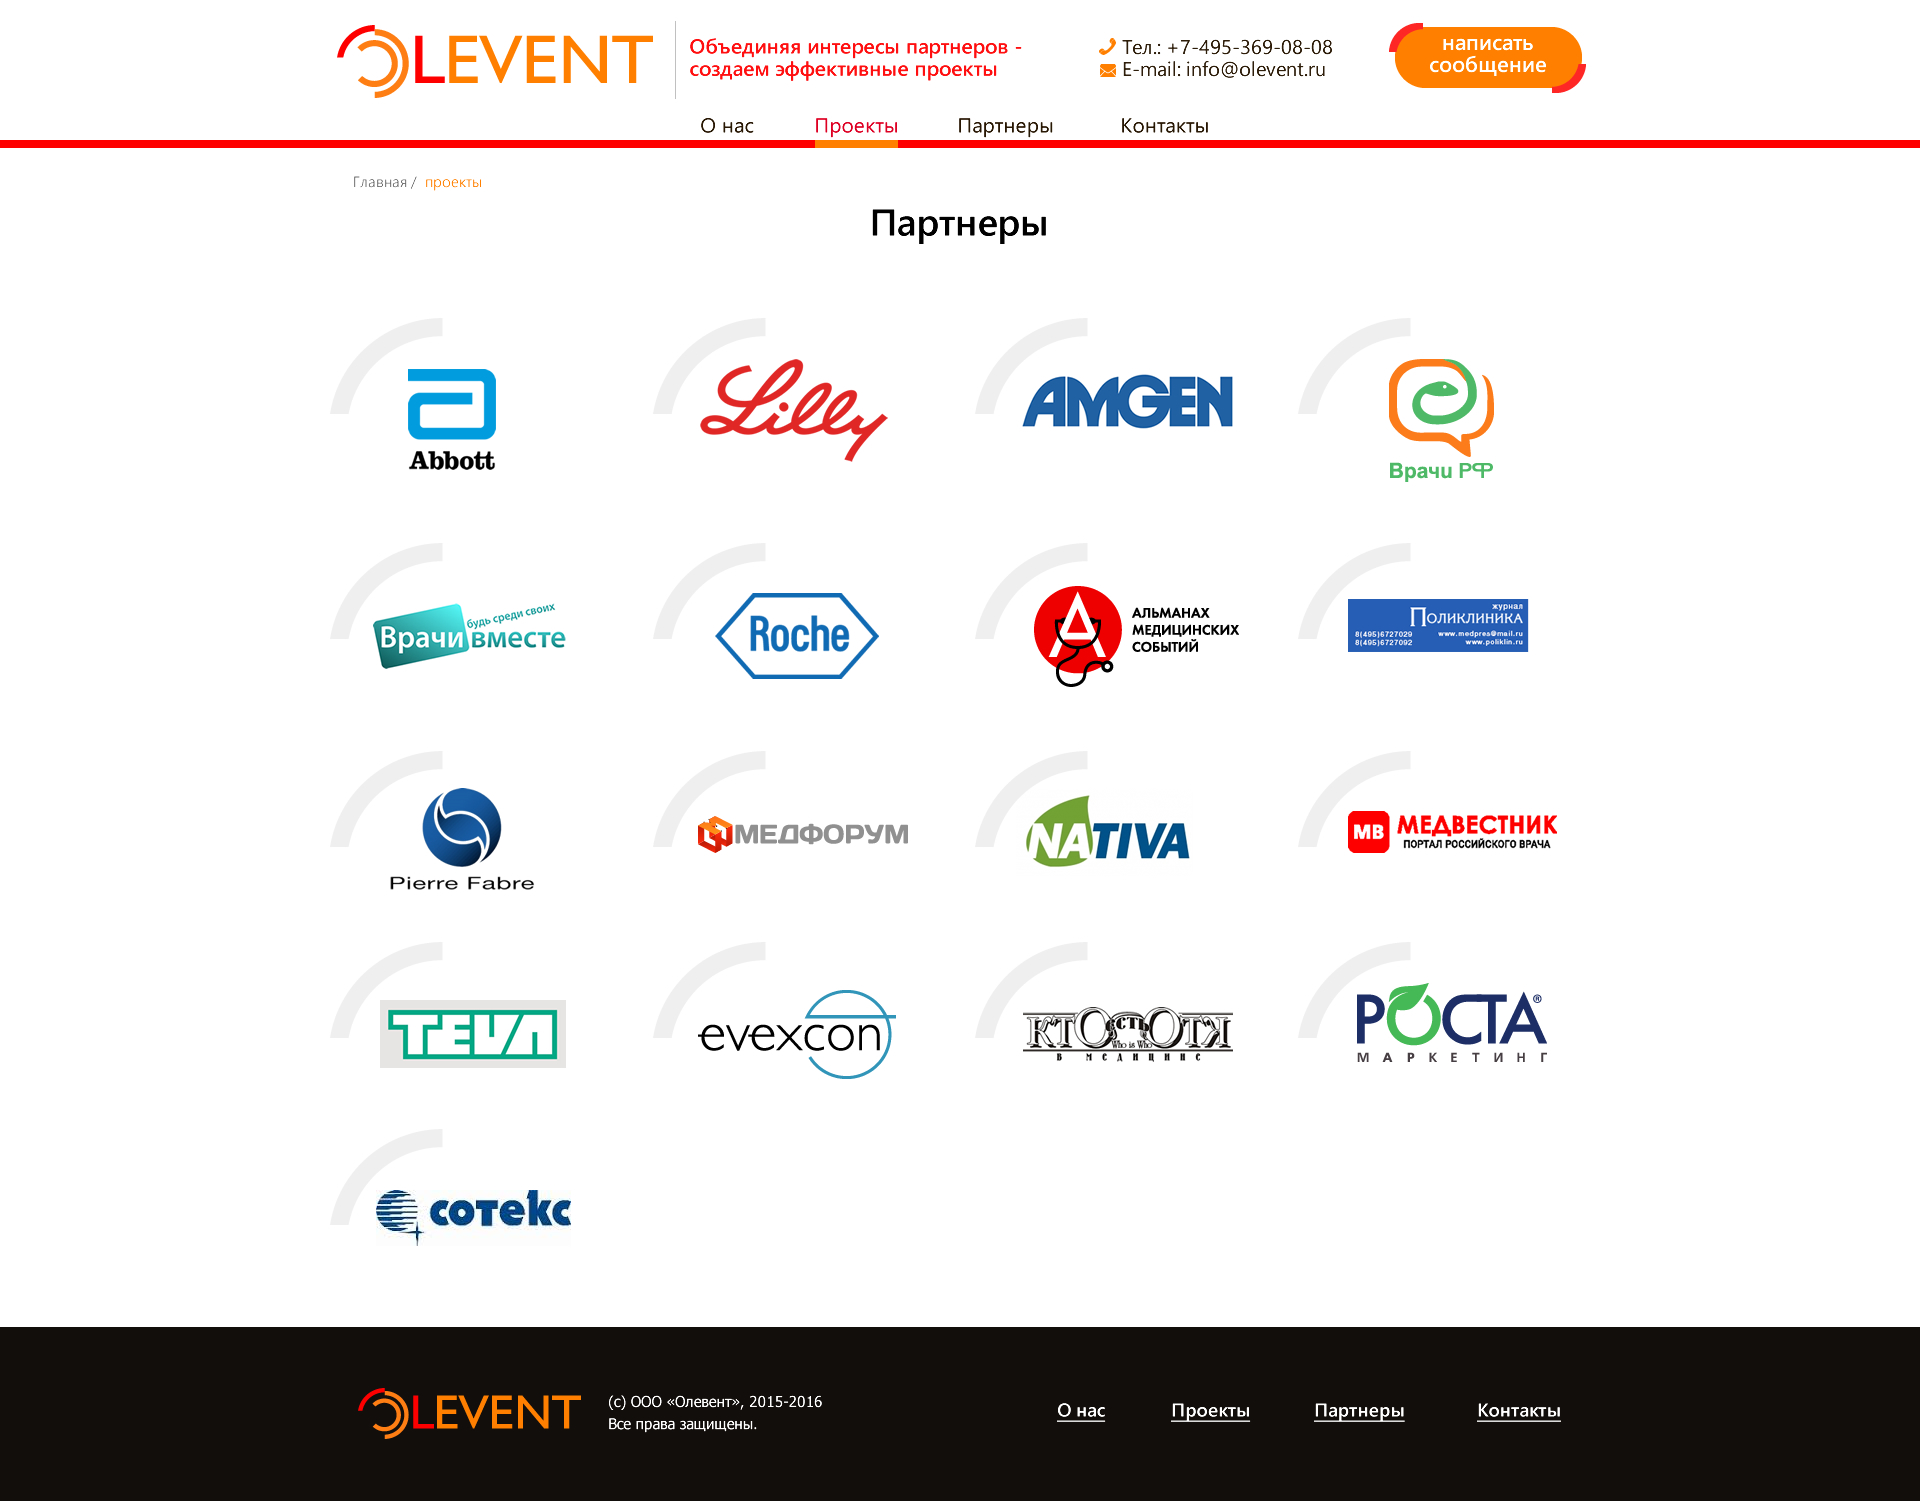 OLEVENT
Объединяя интересы партнеров -
создаем эффективные проекты
Тел.: +7-495-369-08-08
E-mail: info@olevent.ru
написать
сообщение
О нас
Проекты
Партнеры
Контакты
Главная / проекты
Партнеры
Abbott
Lilly
AMGEN
Врачи РФ
будь среди своих
Врачи вместе
Roche
АЛЬМАНАХ
МЕДИЦИНСКИХ
СОБЫТИЙ
журнал
ПОЛИКЛИНИКА
8(495)6727029 www.medpres@mail.ru
8(495)6727092 www.poliklin.ru
Pierre Fabre
МЕДФОРУМ
NATIVA
МВ МЕДВЕСТНИК
ПОРТАЛ РОССИЙСКОГО ВРАЧА
TEVA
evexcon
КТО ЕСТЬ КТО
Who is Who
В МЕДИЦИНЕ
РОСТА®
МАРКЕТИНГ
СОТЕКС
OLEVENT
(с) ООО «Олевент», 2015-2016
Все права защищены.
О нас
Проекты
Партнеры
Контакты